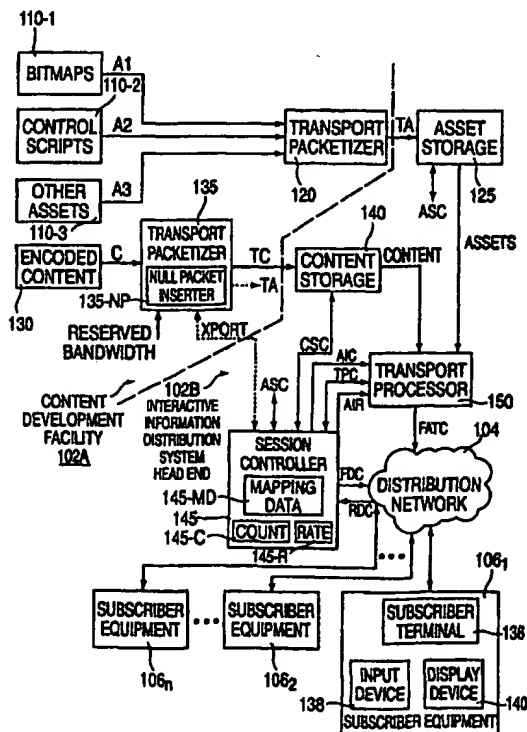 110-1
BITMAPS
A1
110-2
CONTROL
SCRIPTS
A2
OTHER
ASSETS
A3
110-3
TRANSPORT
PACKETIZER
120
TA
ASSET
STORAGE
125
ASC
ASSETS
ENCODED
CONTENT
130
C
135
TRANSPORT
PACKETIZER
NULL PACKET
INSERTER
135-NP
TC
TA
140
CONTENT
STORAGE
CONTENT
RESERVED
BANDWIDTH
XPORT
CSC
AIC
TPC
AIR
TRANSPORT
PROCESSOR
150
FATC
CONTENT
DEVELOPMENT
FACILITY
102A
102B
INTERACTIVE
INFORMATION
DISTRIBUTION
SYSTEM
HEAD END
ASC
SESSION
CONTROLLER
MAPPING
DATA
145-MD
145
COUNT
RATE
145-C
145-R
FDC
RDC
104
DISTRIBUTION
NETWORK
SUBSCRIBER
EQUIPMENT
106n
SUBSCRIBER
EQUIPMENT
1062
1061
SUBSCRIBER
TERMINAL
136
INPUT
DEVICE
138
DISPLAY
DEVICE
140
SUBSCRIBER EQUIPMENT